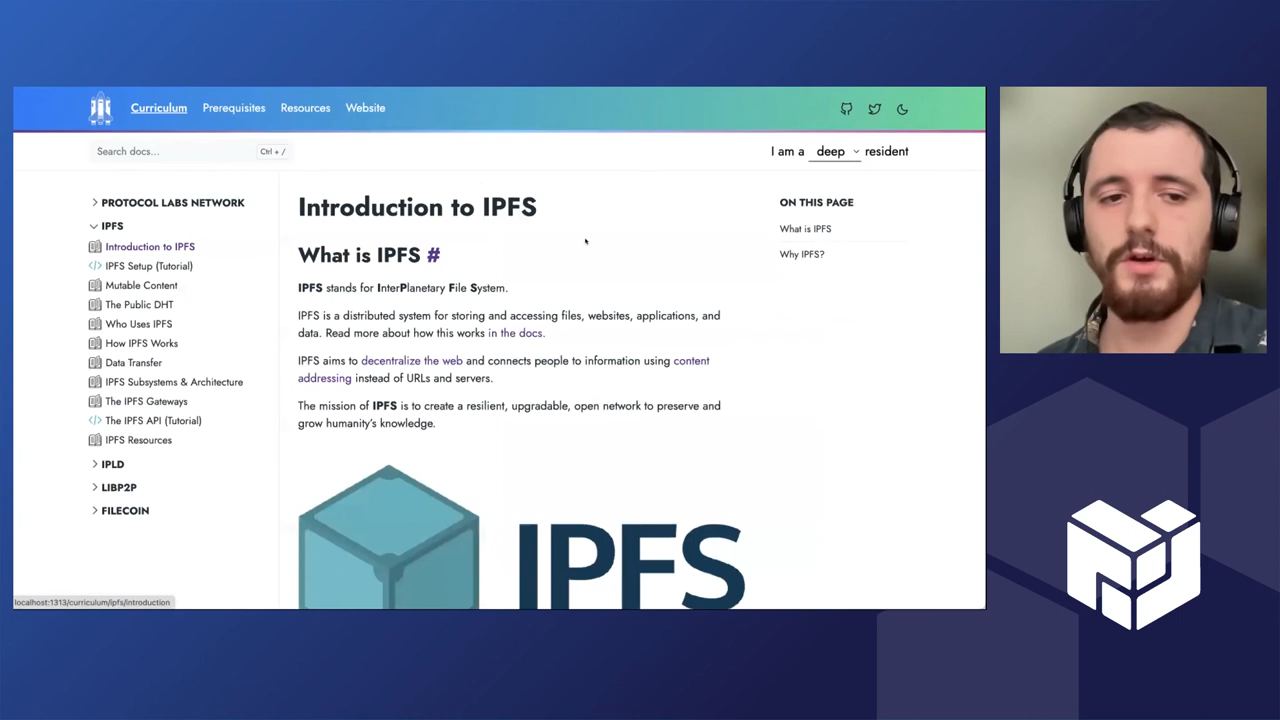 Curriculum Prerequisites Resources Website
Search docs... Ctrl + /
I am a deep resident
PROTOCOL LABS NETWORK
IPFS
Introduction to IPFS
IPFS Setup (Tutorial)
Mutable Content
The Public DHT
Who Uses IPFS
How IPFS Works
Data Transfer
IPFS Subsystems & Architecture
The IPFS Gateways
The IPFS API (Tutorial)
IPFS Resources
IPLD
LIBP2P
FILECOIN
Introduction to IPFS
What is IPFS #
IPFS stands for InterPlanetary File System.
IPFS is a distributed system for storing and accessing files, websites, applications, and
data. Read more about how this works in the docs.
IPFS aims to decentralize the web and connects people to information using content
addressing instead of URLs and servers.
The mission of IPFS is to create a resilient, upgradable, open network to preserve and
grow humanity's knowledge.
IPFS
ON THIS PAGE
What is IPFS
Why IPFS?
localhost:1313/curriculum/ipfs/introduction